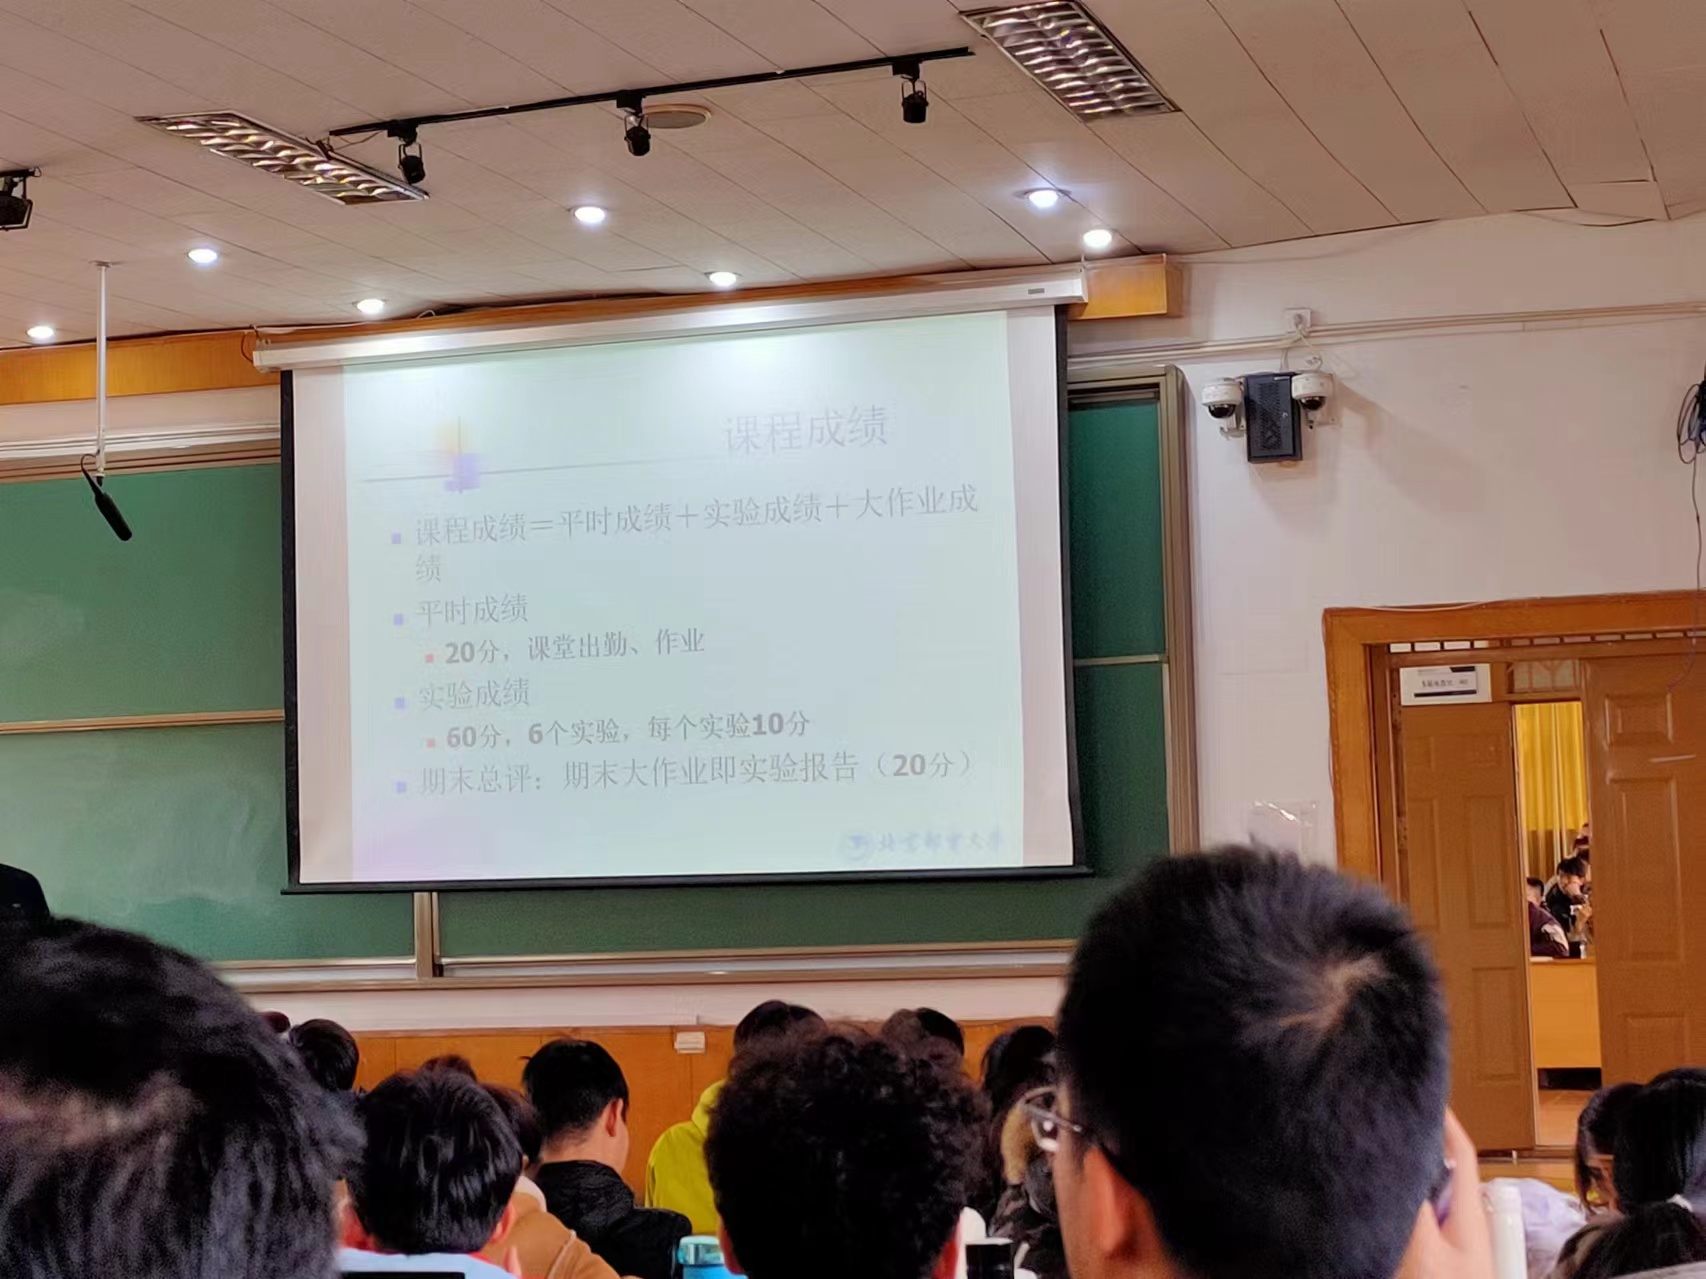 课程成绩
课程成绩＝平时成绩＋实验成绩＋大作业成
绩
平时成绩
20分，课堂出勤、作业
实验成绩
60分，6个实验，每个实验10分
期末总评：期末大作业即实验报告（20分）
北京邮电大学